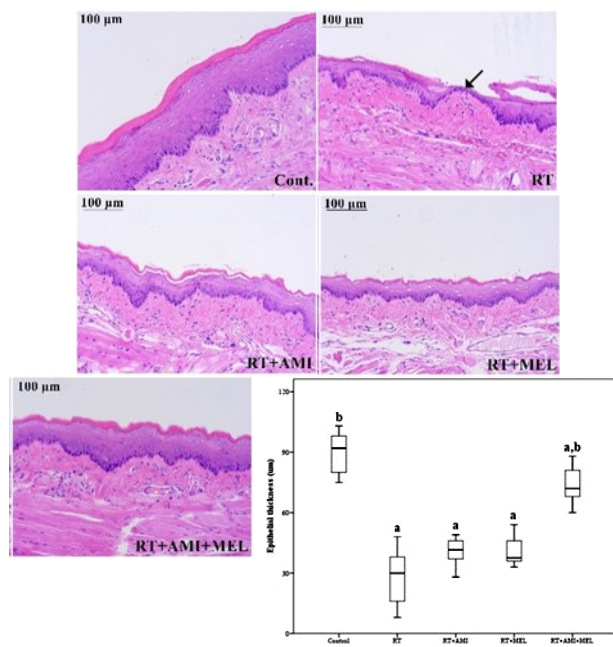 100 µm
Cont.
100 µm
RT
100 µm
RT+AMI
100 µm
RT+MEL
100 µm
RT+AMI+MEL
Epithelial thickness (um)
120
90
60
30
0
b
a
a
a
a,b
Control
RT
RT+AMI
RT+MEL
RT+AMI+MEL